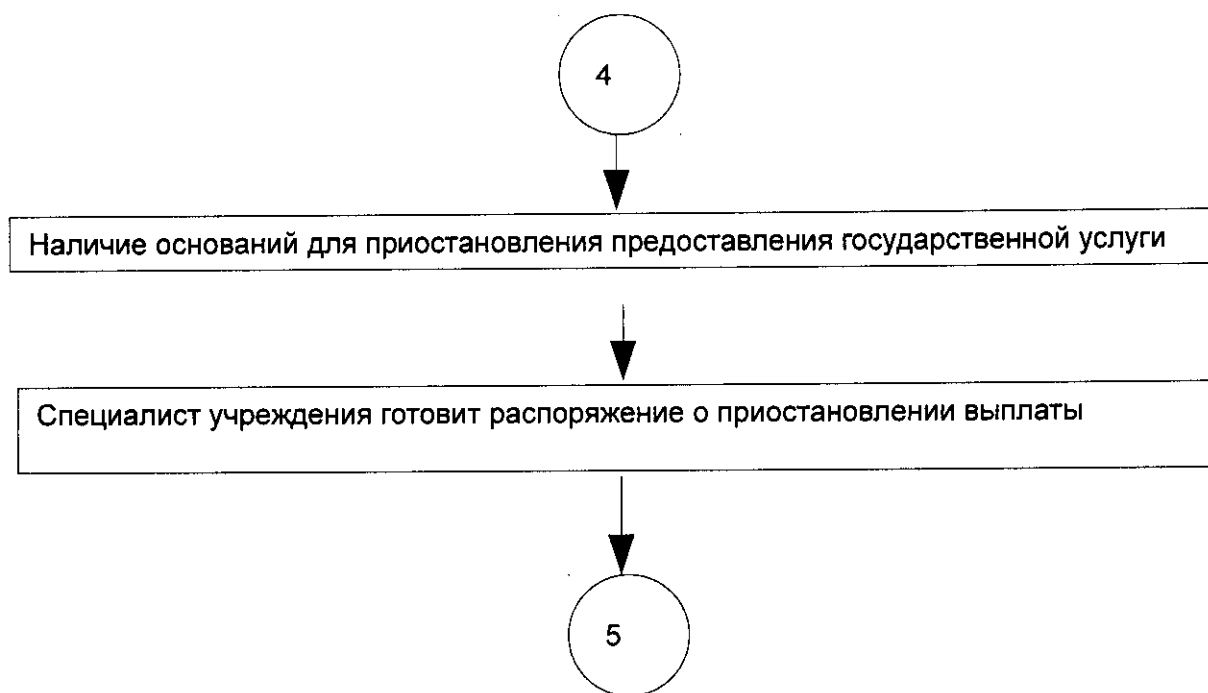 4
Наличие оснований для приостановления предоставления государственной услуги
Специалист учреждения готовит распоряжение о приостановлении выплаты
5